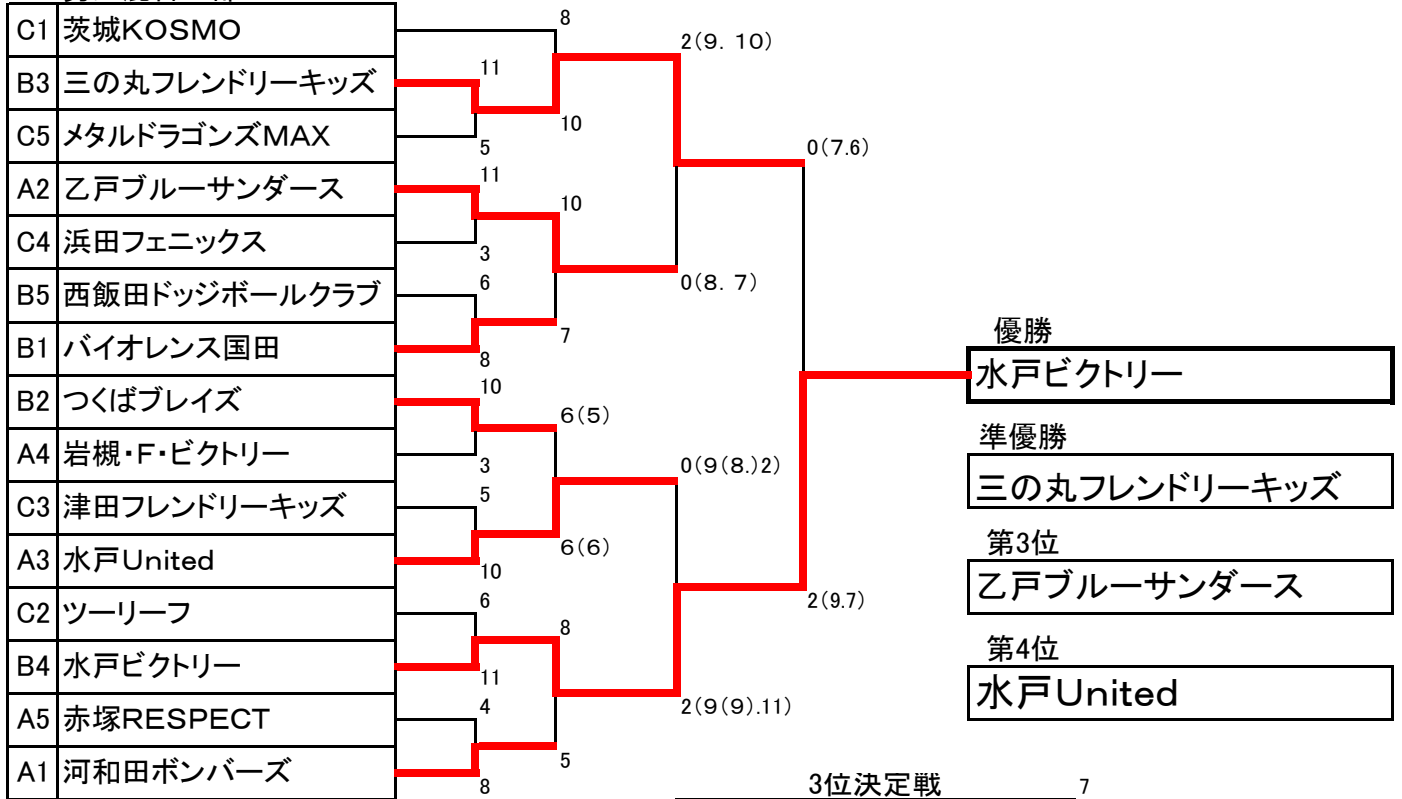 C1 茨城KOSMO
B3 三の丸フレンドリーキッズ
C5 メタルドラゴンズMAX
A2 乙戸ブルーサンダース
C4 浜田フェニックス
B5 西飯田ドッジボールクラブ
B1 バイオレンス国田
B2 つくばブレイズ
A4 岩槻・F・ビクトリー
C3 津田フレンドリーキッズ
A3 水戸United
C2 ツーリーフ
B4 水戸ビクトリー
A5 赤塚RESPECT
A1 河和田ボンバーズ
11
5
11
3
6
8
10
3
5
10
6
11
4
8
8
10
10
7
6(5)
6(6)
8
5
2(9. 10)
0(8. 7)
0(9(8.)2)
2(9(9).11)
0(7.6)
2(9.7)
優勝
水戸ビクトリー
準優勝
三の丸フレンドリーキッズ
第3位
乙戸ブルーサンダース
第4位
水戸United
3位決定戦 7